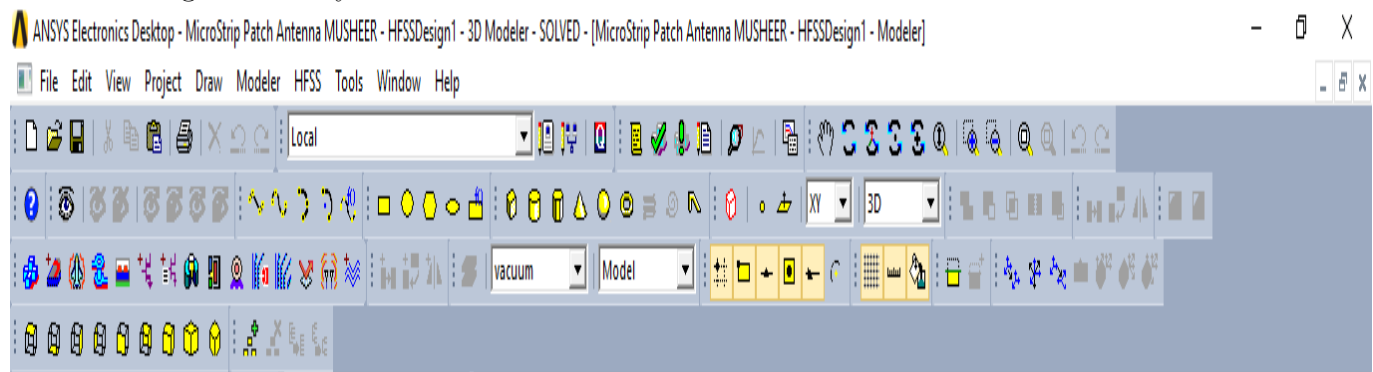 ANSYS Electronics Desktop - MicroStrip Patch Antenna MUSHEER - HFSSDesign1 - 3D Modeler - SOLVED - [MicroStrip Patch Antenna MUSHEER - HFSSDesign1 - Modeler]
File Edit View Project Draw Modeler HFSS Tools Window Help
Local
XY 3D
vacuum Model